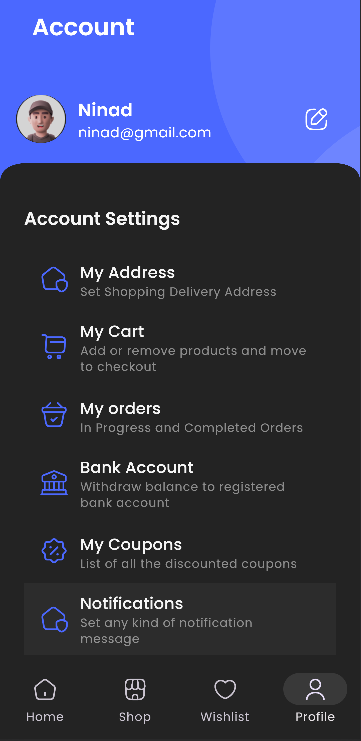 Account
Ninad
ninad@gmail.com
Account Settings
My Address
Set Shopping Delivery Address
My Cart
Add or remove products and move
to checkout
My orders
In Progress and Completed Orders
Bank Account
Withdraw balance to registered
bank account
My Coupons
List of all the discounted coupons
Notifications
Set any kind of notification
message
Home
Shop
Wishlist
Profile